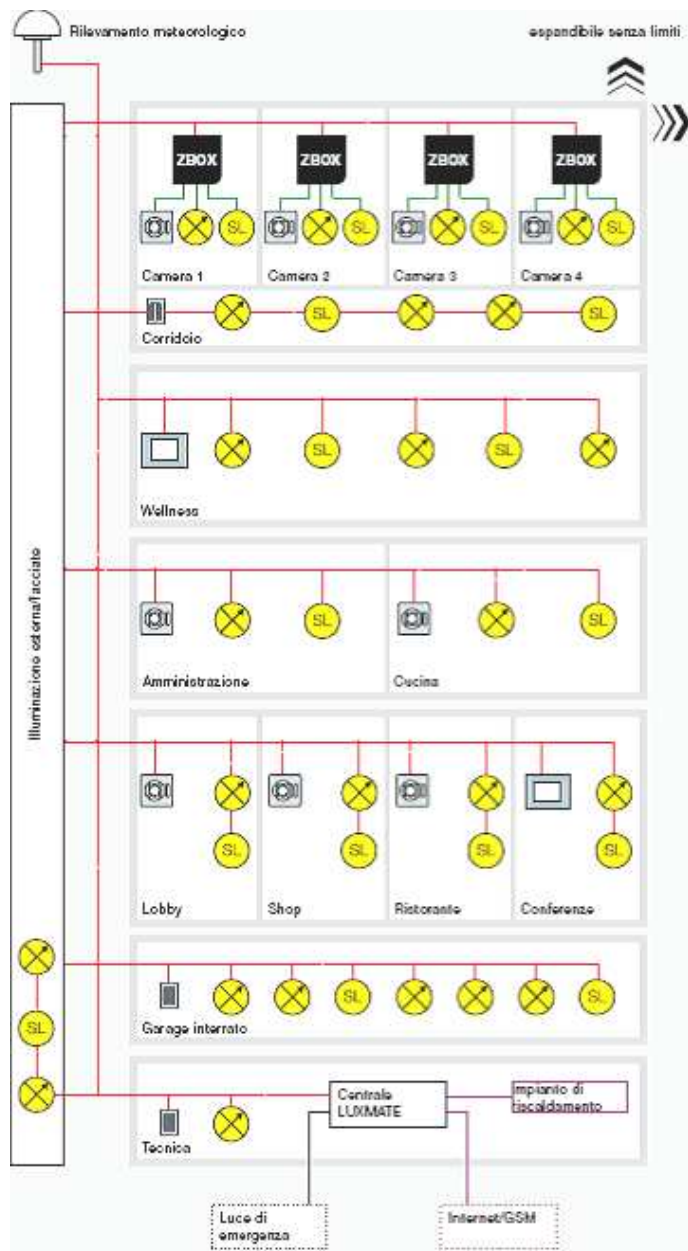 Rilevamento meteorologico
espandibile senza limiti
ZBOX ZBOX ZBOX ZBOX
SL SL SL SL
Camera 1 Camera 2 Camera 3 Camera 4
SL SL
Corridoio
SL SL
Wellness
SL SL
Amministrazione Cucina
SL SL SL SL
Lobby Shop Ristorante Conferenze
SL SL
Garage interrato
Illuminazione esterna/facciate
SL
Centrale
LUXMATE
Impianto di
riscaldamento
Tecnica
Luce di
emergenza
Internet/GSM